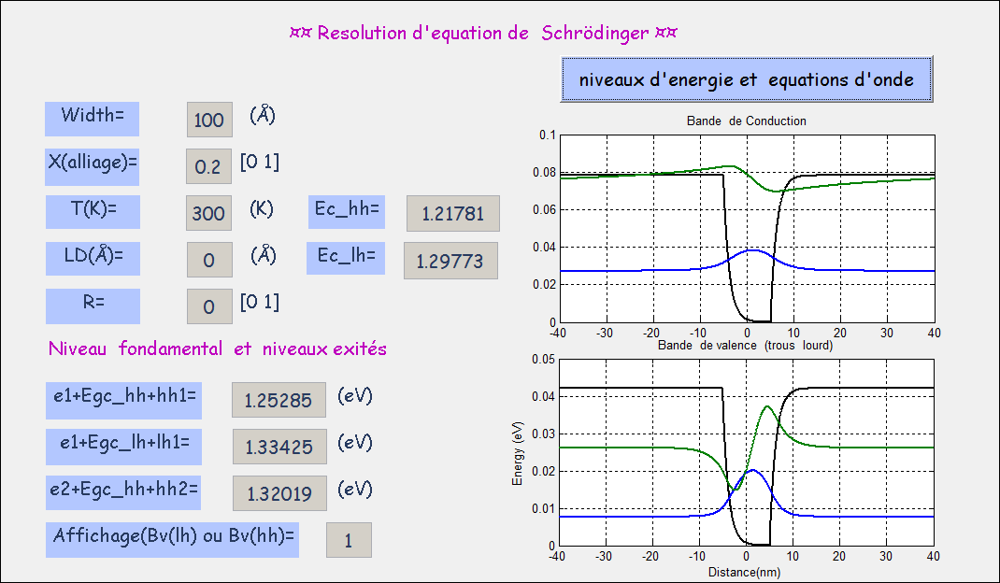 ¤¤ Resolution d'equation de Schrödinger ¤¤
niveaux d'energie et equations d'onde
Width= 100 (Å)
X(alliage)= 0.2 [0 1]
T(K)= 300 (K) Ec_hh= 1.21781
LD(Å)= 0 (Å) Ec_lh= 1.29773
R= 0 [0 1]
Niveau fondamental et niveaux exités
e1+Egc_hh+hh1= 1.25285 (eV)
e1+Egc_lh+lh1= 1.33425 (eV)
e2+Egc_hh+hh2= 1.32019 (eV)
Affichage(Bv(lh) ou Bv(hh)= 1
Bande de Conduction
0.1
0.08
0.06
0.04
0.02
0
-40 -30 -20 -10 0 10 20 30 40
Bande de valence (trous lourd)
Energy (eV)
0.05
0.04
0.03
0.02
0.01
0
-40 -30 -20 -10 0 10 20 30 40
Distance(nm)